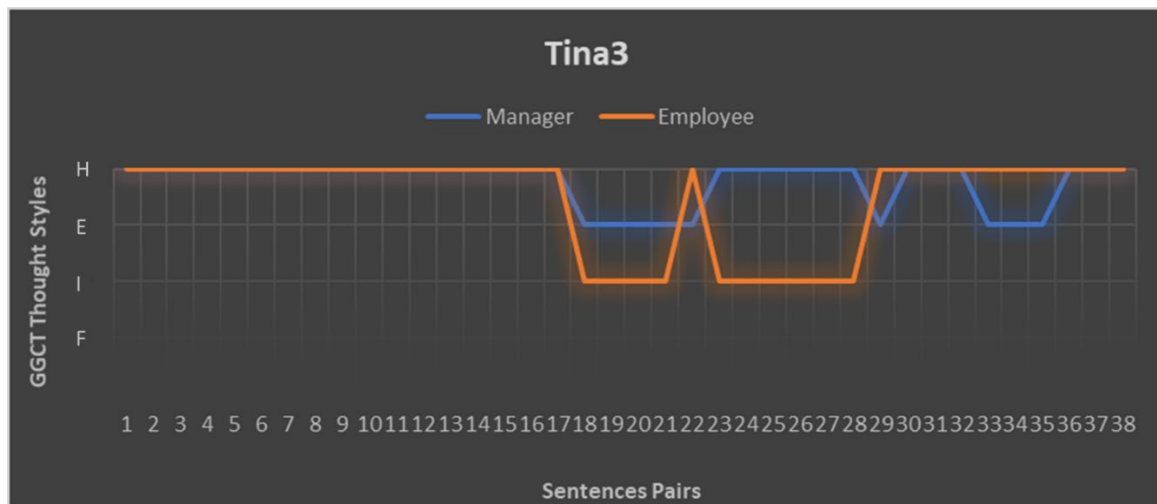 Tina3
Manager Employee
H
E
I
F
GGCT Thought Styles
1 2 3 4 5 6 7 8 9 10 11 12 13 14 15 16 17 18 19 20 21 22 23 24 25 26 27 28 29 30 31 32 33 34 35 36 37 38
Sentences Pairs